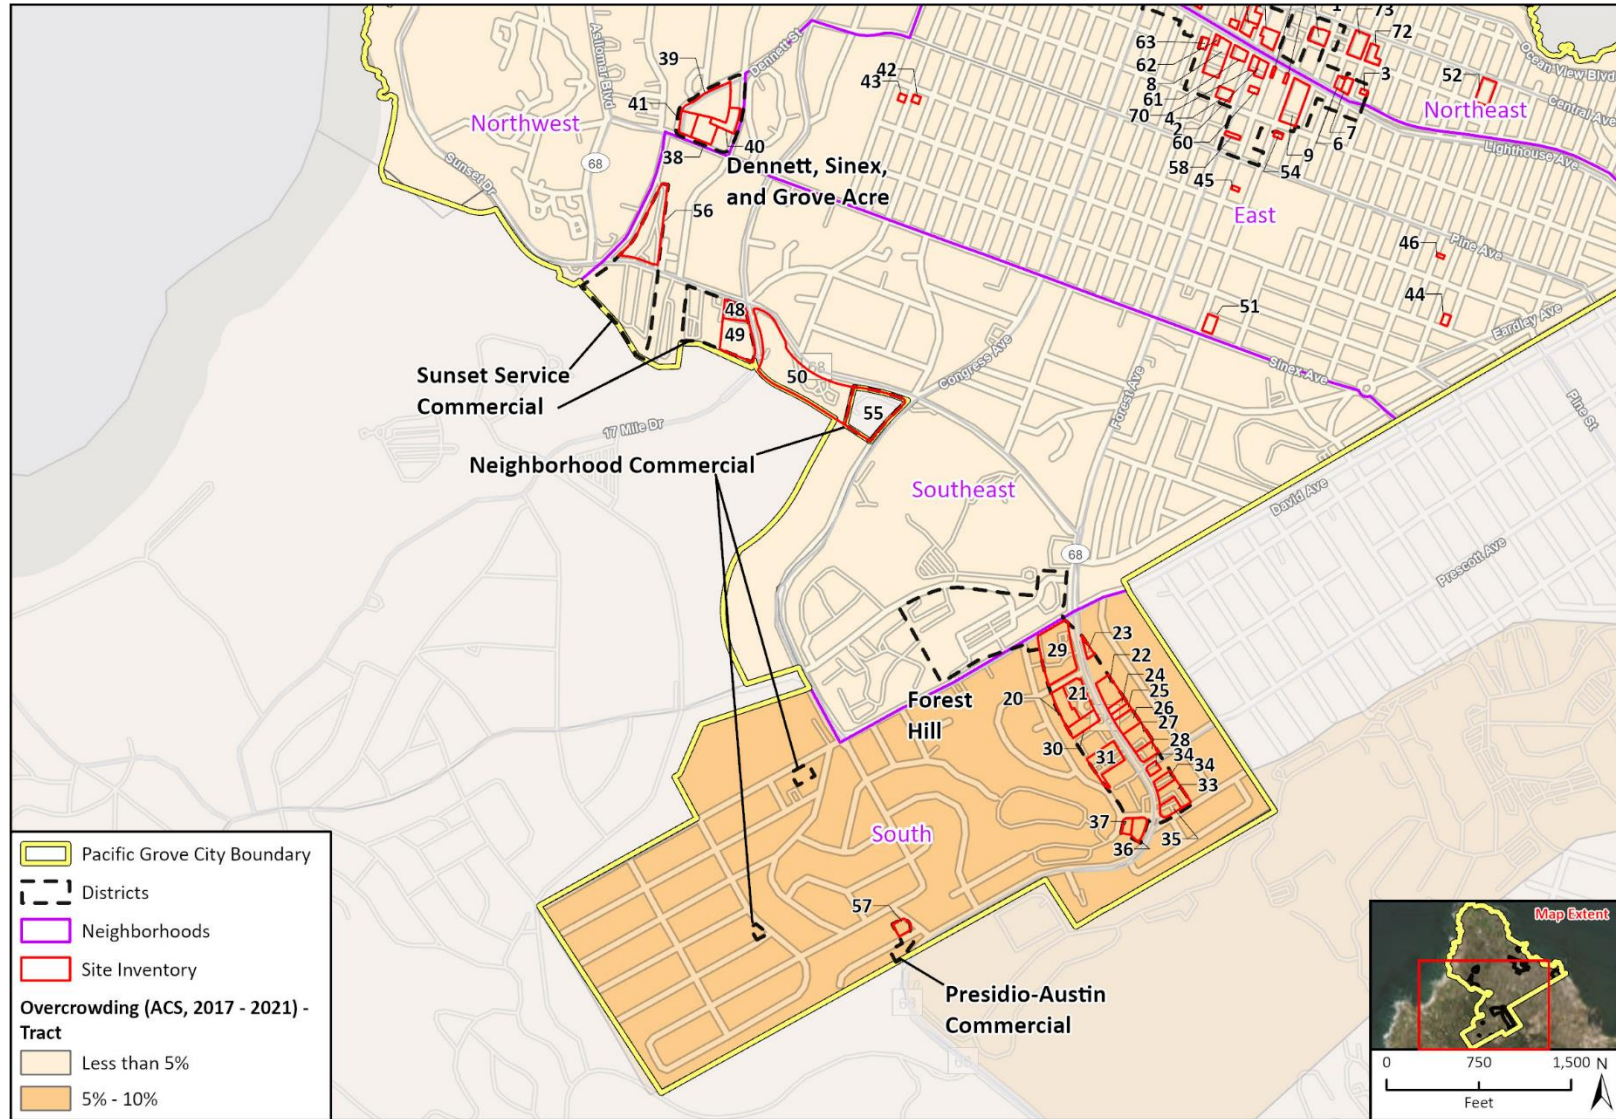 1
73
72
63
62
8
61
70
4
2
60
58
45
54
9
6
7
3
52
Ocean View Blvd
Central Ave
Northeast
Lighthouse Ave
39
Dennett St
Asilomar Blvd
41
42
43
Northwest
40
38
68
Sunset Dr
Dennett, Sinex,
and Grove Acre
56
East
Pine Ave
46
44
51
Eardley Ave
Sinex Ave
48
49
50
68
55
Congress Ave
Forest Ave
Pine St
Sunset Service
Commercial
17 Mile Dr
Neighborhood Commercial
Southeast
David Ave
Prescott Ave
68
29
23
22
24
25
26
27
28
34
34
33
35
20
21
30
31
37
36
Forest
Hill
South
57
68
68
Presidio-Austin
Commercial
Pacific Grove City Boundary
Districts
Neighborhoods
Site Inventory
Overcrowding (ACS, 2017 - 2021) -
Tract
Less than 5%
5% - 10%
Map Extent
0 750 1,500
Feet
N